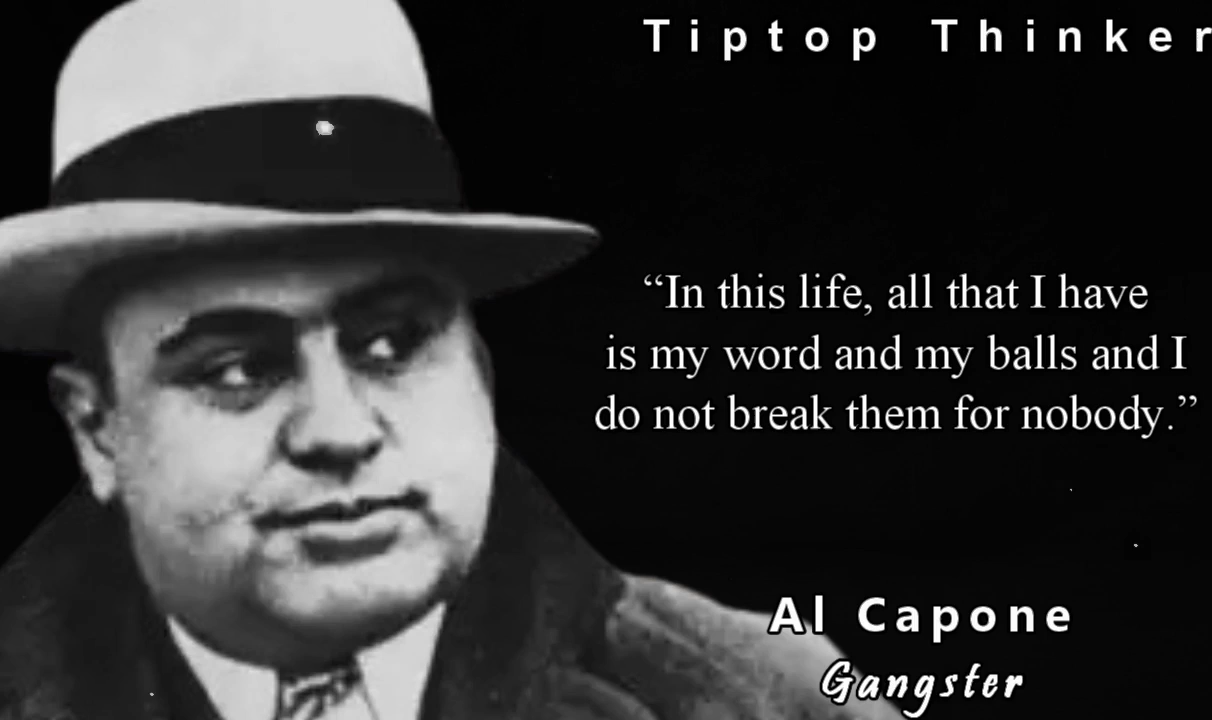 Tiptop Thinker
“In this life, all that I have
is my word and my balls and I
do not break them for nobody.”
Al Capone
Gangster